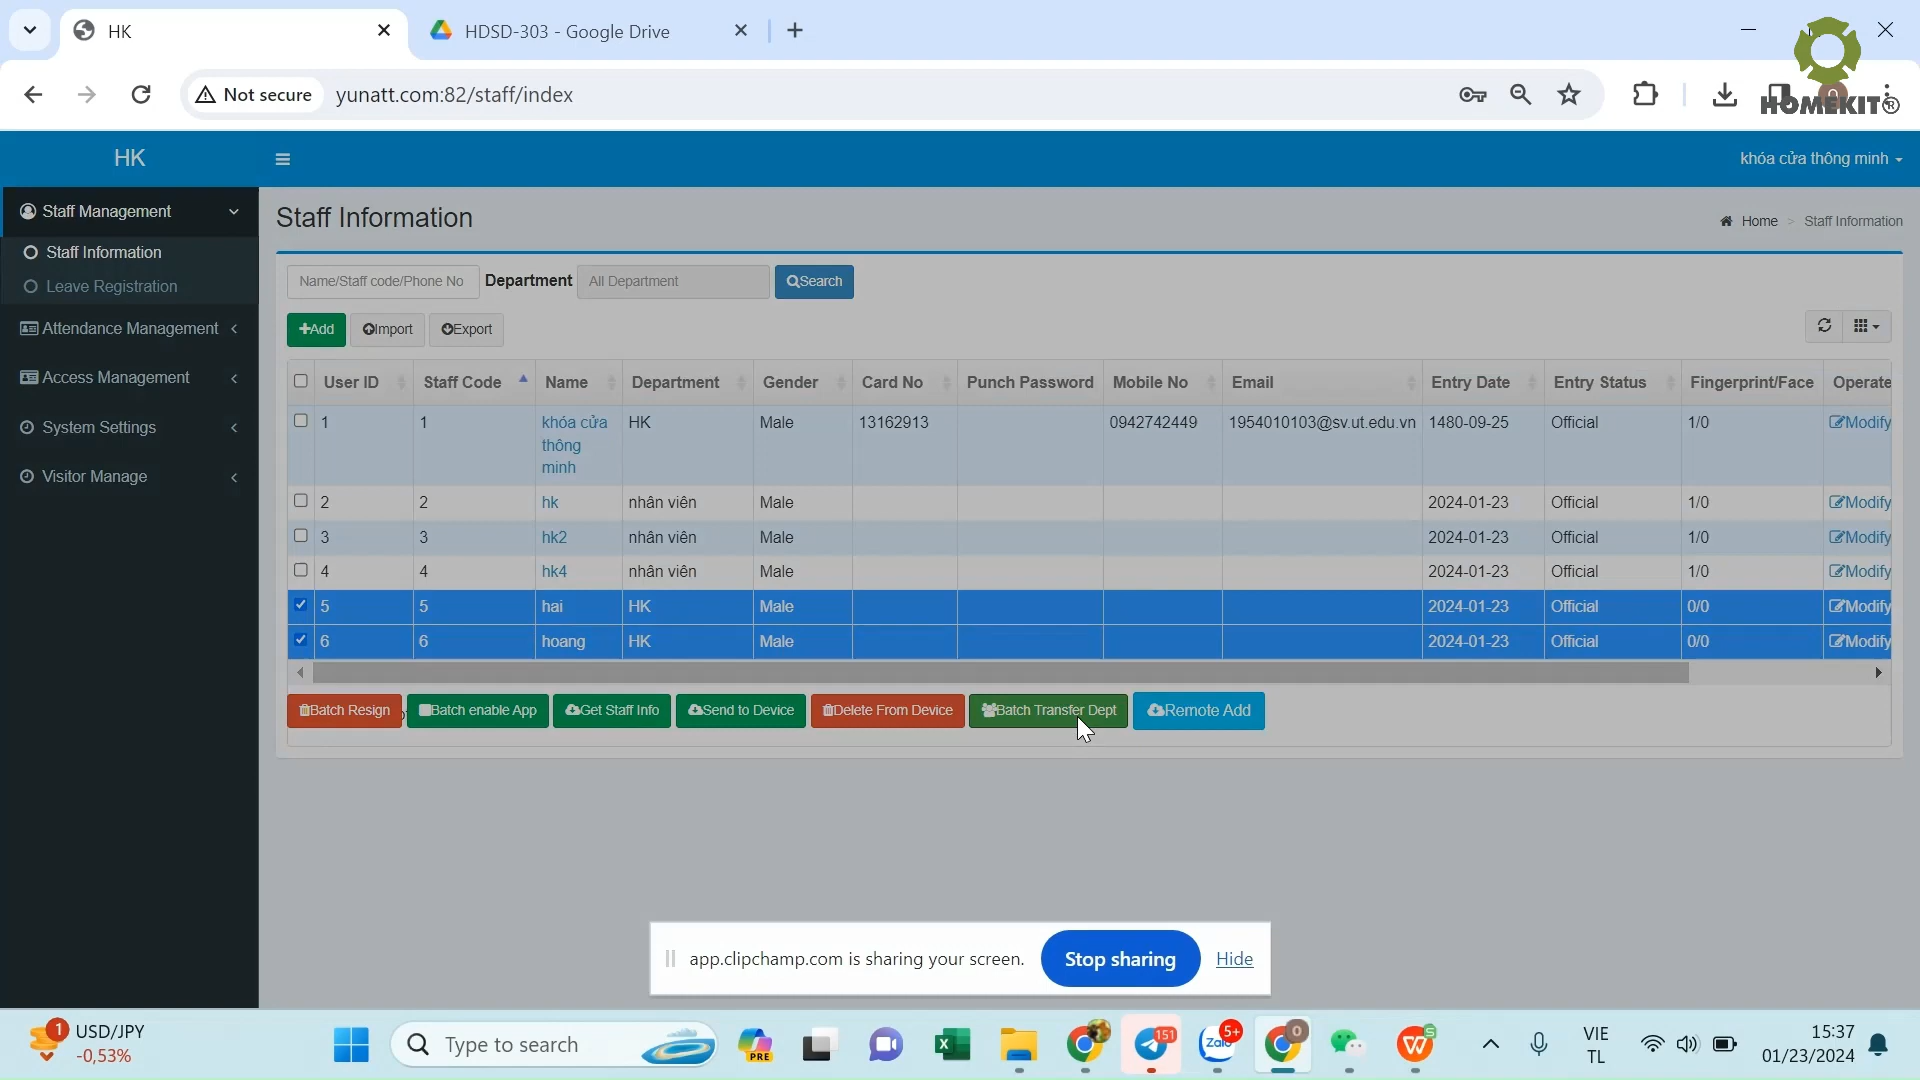 HK
HDSD-303 - Google Drive
HOMEKIT®
Not secure
yunatt.com:82/staff/index
HK
khóa cửa thông minh
Staff Management
Staff Information
Leave Registration
Attendance Management
Access Management
System Settings
Visitor Manage
Staff Information
Home > Staff Information
Name/Staff code/Phone No Department All Department Search
Add Import Export
User ID Staff Code Name Department Gender Card No Punch Password Mobile No Email Entry Date Entry Status Fingerprint/Face Operate
1 1 khóa cửa thông minh HK Male 13162913 0942742449 1954010103@sv.ut.edu.vn 1480-09-25 Official 1/0 Modify
2 2 hk nhân viên Male 2024-01-23 Official 1/0 Modify
3 3 hk2 nhân viên Male 2024-01-23 Official 1/0 Modify
4 4 hk4 nhân viên Male 2024-01-23 Official 1/0 Modify
5 5 hai HK Male 2024-01-23 Official 0/0 Modify
6 6 hoang HK Male 2024-01-23 Official 0/0 Modify
Batch Resign Batch enable App Get Staff Info Send to Device Delete From Device Batch Transfer Dept Remote Add
app.clipchamp.com is sharing your screen. Stop sharing Hide
1 USD/JPY
-0,53%
Type to search
PRE
151
5+
Zalo
0
VIE
TL
15:37
01/23/2024